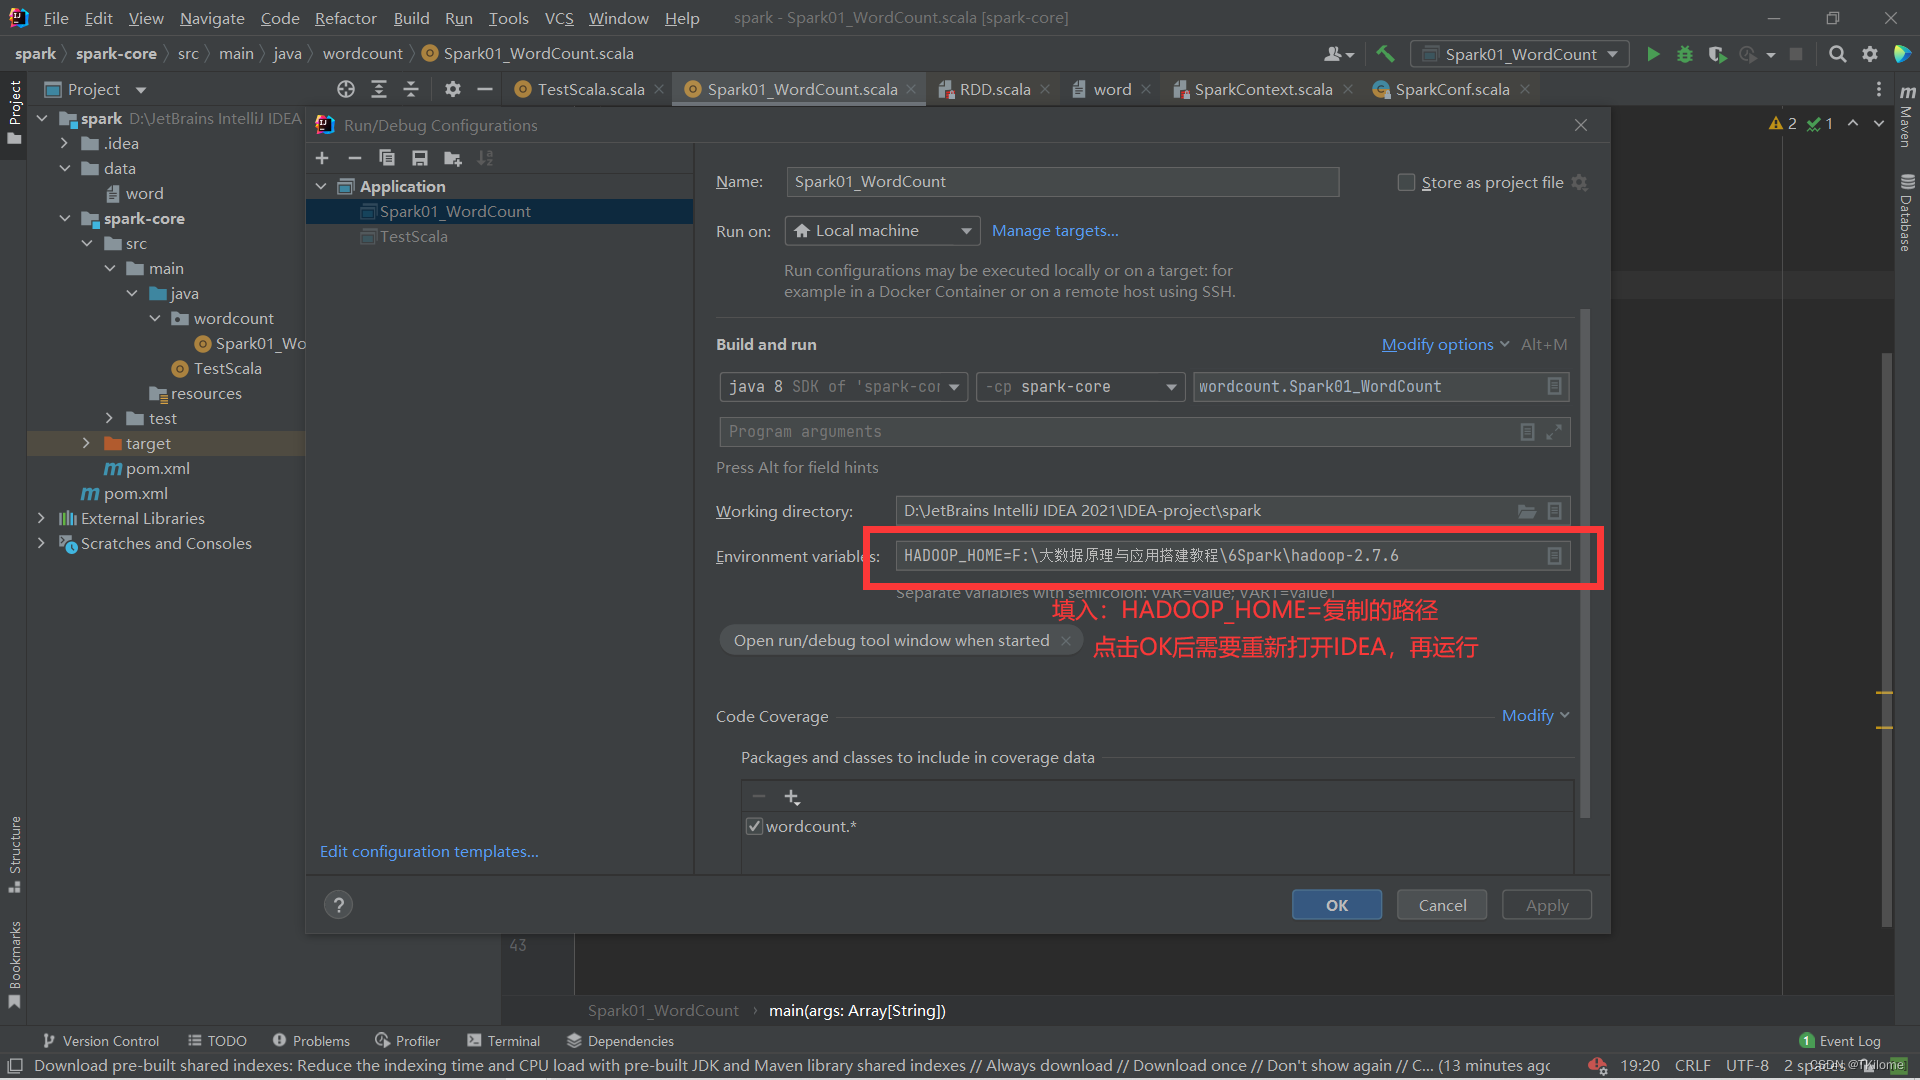 File Edit View Navigate Code Refactor Build Run Tools VCS Window Help spark - Spark01_WordCount.scala [spark-core]
spark spark-core src main java wordcount Spark01_WordCount.scala Spark01_WordCount
Project TestScala.scala Spark01_WordCount.scala RDD.scala word SparkContext.scala SparkConf.scala
Project
Structure
Bookmarks
spark D:\JetBrains IntelliJ IDEA
.idea
data
word
spark-core
src
main
java
wordcount
Spark01_Wo
TestScala
resources
test
target
pom.xml
pom.xml
External Libraries
Scratches and Consoles
Run/Debug Configurations
Application
Spark01_WordCount
TestScala
Edit configuration templates...
Name: Spark01_WordCount Store as project file
Run on: Local machine Manage targets...
Run configurations may be executed locally or on a target: for
example in a Docker Container or on a remote host using SSH.
Build and run Modify options Alt+M
java 8 SDK of 'spark-cor -cp spark-core wordcount.Spark01_WordCount
Program arguments
Press Alt for field hints
Working directory: D:\JetBrains IntelliJ IDEA 2021\IDEA-project\spark
Environment variables: HADOOP_HOME=F:\大数据原理与应用搭建教程\6Spark\hadoop-2.7.6
Separate variables with semicolon: VAR=value; VAR1=value1
填入：HADOOP_HOME=复制的路径
Open run/debug tool window when started
点击OK后需要重新打开IDEA，再运行
Code Coverage Modify
Packages and classes to include in coverage data
wordcount.*
? OK Cancel Apply
2 1
Maven
Database
43
Spark01_WordCount main(args: Array[String])
Version Control TODO Problems Profiler Terminal Dependencies 1 Event Log
Download pre-built shared indexes: Reduce the indexing time and CPU load with pre-built JDK and Maven library shared indexes // Always download // Download once // Don't show again // C... (13 minutes agc 19:20 CRLF UTF-8 2 spaces